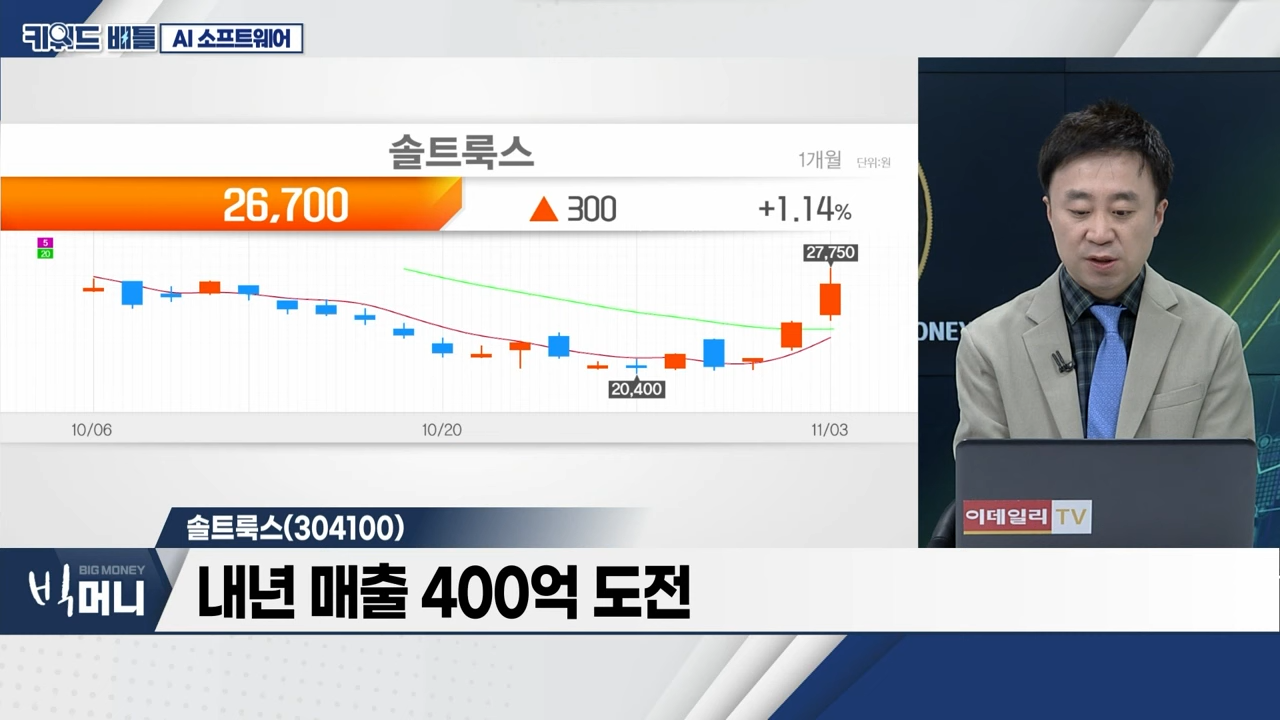 키워드 배틀 AI 소프트웨어
솔트룩스
1개월 단위:원
26,700 ▲ 300 +1.14%
5
20
27,750
20,400
10/06 10/20 11/03
ONEY
이데일리 TV
솔트룩스(304100)
빅머니 BIG MONEY
내년 매출 400억 도전